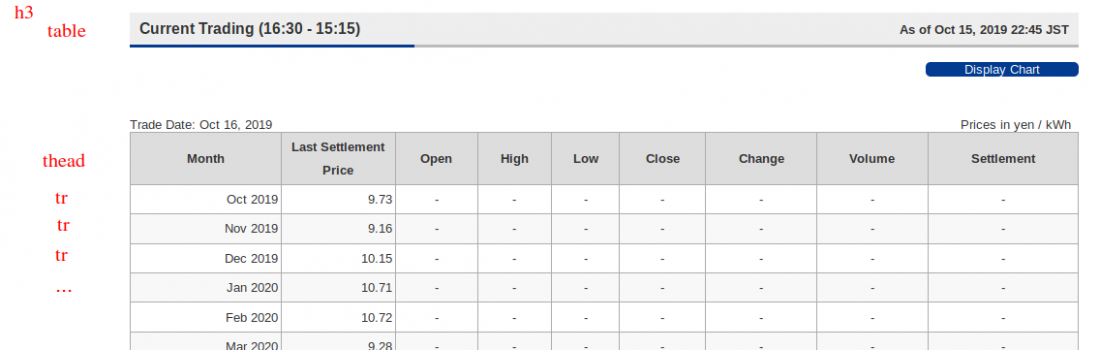 h3
table
Current Trading (16:30 - 15:15) As of Oct 15, 2019 22:45 JST
Display Chart
Trade Date: Oct 16, 2019 Prices in yen / kWh
thead
Month Last Settlement Price Open High Low Close Change Volume Settlement
tr Oct 2019 9.73 - - - - - - -
tr Nov 2019 9.16 - - - - - - -
tr Dec 2019 10.15 - - - - - - -
... Jan 2020 10.71 - - - - - - -
Feb 2020 10.72 - - - - - - -
Mar 2020 9.28 - - - - - - -